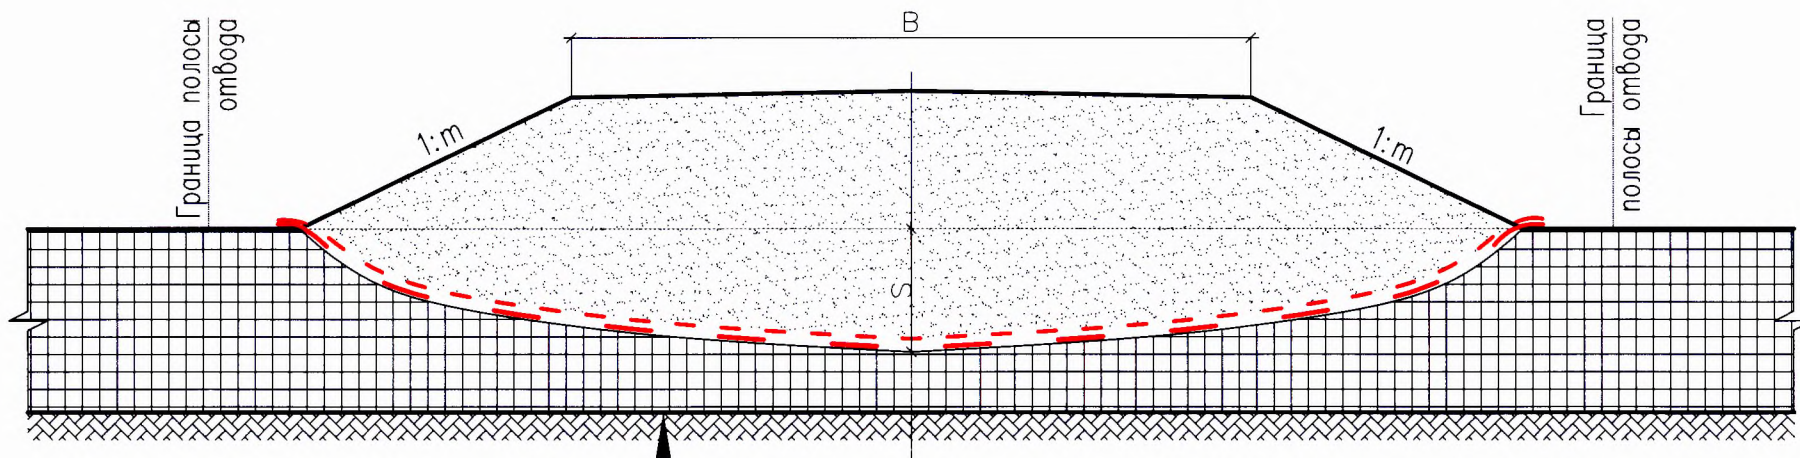 Граница полосы
отвода
B
Граница
полосы отвода
1:m
1:m
S